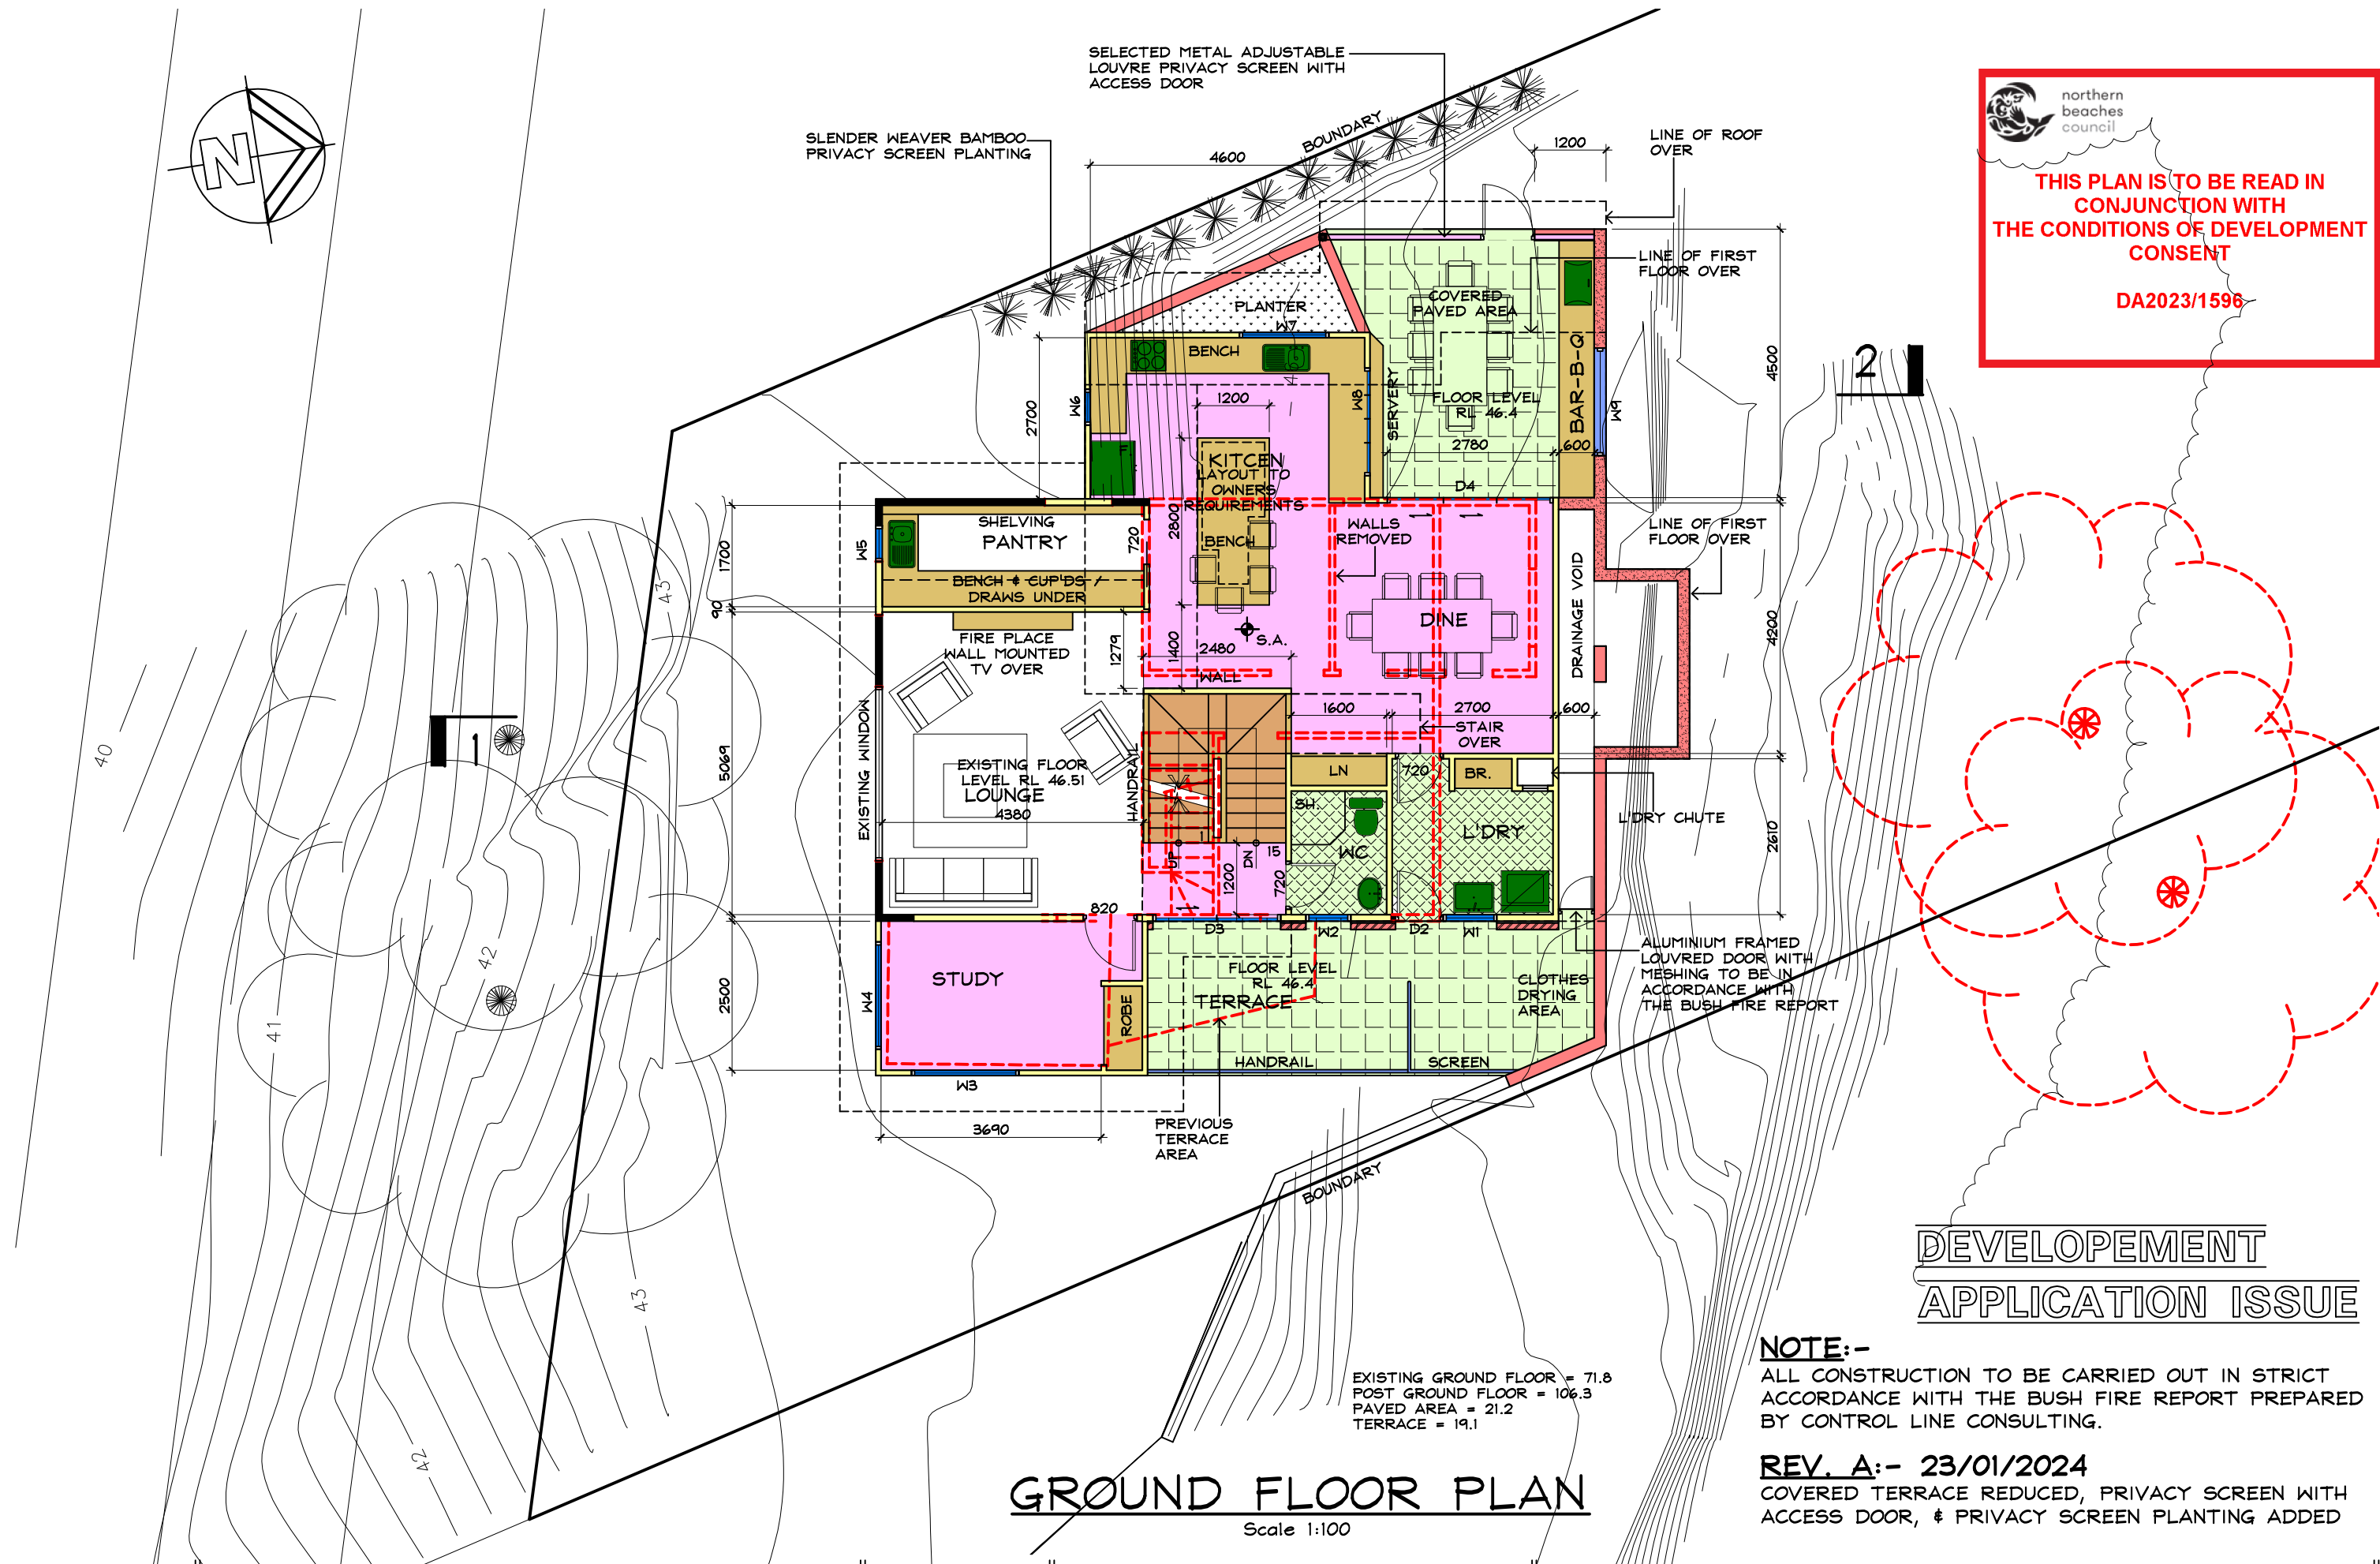 SELECTED METAL ADJUSTABLE
LOUVRE PRIVACY SCREEN WITH
ACCESS DOOR
SLENDER WEAVER BAMBOO
PRIVACY SCREEN PLANTING
BOUNDARY
4600
1200
LINE OF ROOF
OVER
northern
beaches
council
THIS PLAN IS TO BE READ IN
CONJUNCTION WITH
THE CONDITIONS OF DEVELOPMENT
CONSENT
DA2023/1596
N
LINE OF FIRST
FLOOR OVER
PLANTER
W7
COVERED
PAVED AREA
BENCH
W6
W8
SERVERY
BAR-B-Q
W9
4500
2
2700
1200
FLOOR LEVEL
RL 46.4
2780
600
F.
KITCEN
LAYOUT TO
OWNERS
REQUIREMENTS
D4
SHELVING
PANTRY
W5
1700
720
2800
BENCH
WALLS
REMOVED
LINE OF FIRST
FLOOR OVER
BENCH & CUP'DS /
DRAWS UNDER
90
DRAINAGE VOID
4200
DINE
S.A.
FIRE PLACE
WALL MOUNTED
TV OVER
1279
1400
2480
WALL
1600
2700
600
STAIR
OVER
EXISTING WINDOW
5069
HANDRAIL
EXISTING FLOOR
LEVEL RL 46.51
LOUNGE
4380
LN
720
BR.
SH.
L'DRY CHUTE
L'DRY
WC
2610
1
UP
DN
15
1200
720
820
D3
W2
D2
W1
ALUMINIUM FRAMED
LOUVRED DOOR WITH
MESHING TO BE IN
ACCORDANCE WITH
THE BUSH FIRE REPORT
STUDY
W4
2500
ROBE
FLOOR LEVEL
RL 46.4
TERRACE
CLOTHES
DRYING
AREA
HANDRAIL
SCREEN
W3
3690
PREVIOUS
TERRACE
AREA
BOUNDARY
1
40
41
42
43
43
42
DEVELOPEMENT
APPLICATION ISSUE
EXISTING GROUND FLOOR = 71.8
POST GROUND FLOOR = 106.3
PAVED AREA = 21.2
TERRACE = 19.1
NOTE:-
ALL CONSTRUCTION TO BE CARRIED OUT IN STRICT
ACCORDANCE WITH THE BUSH FIRE REPORT PREPARED
BY CONTROL LINE CONSULTING.
REV. A:- 23/01/2024
COVERED TERRACE REDUCED, PRIVACY SCREEN WITH
ACCESS DOOR, & PRIVACY SCREEN PLANTING ADDED
GROUND FLOOR PLAN
Scale 1:100